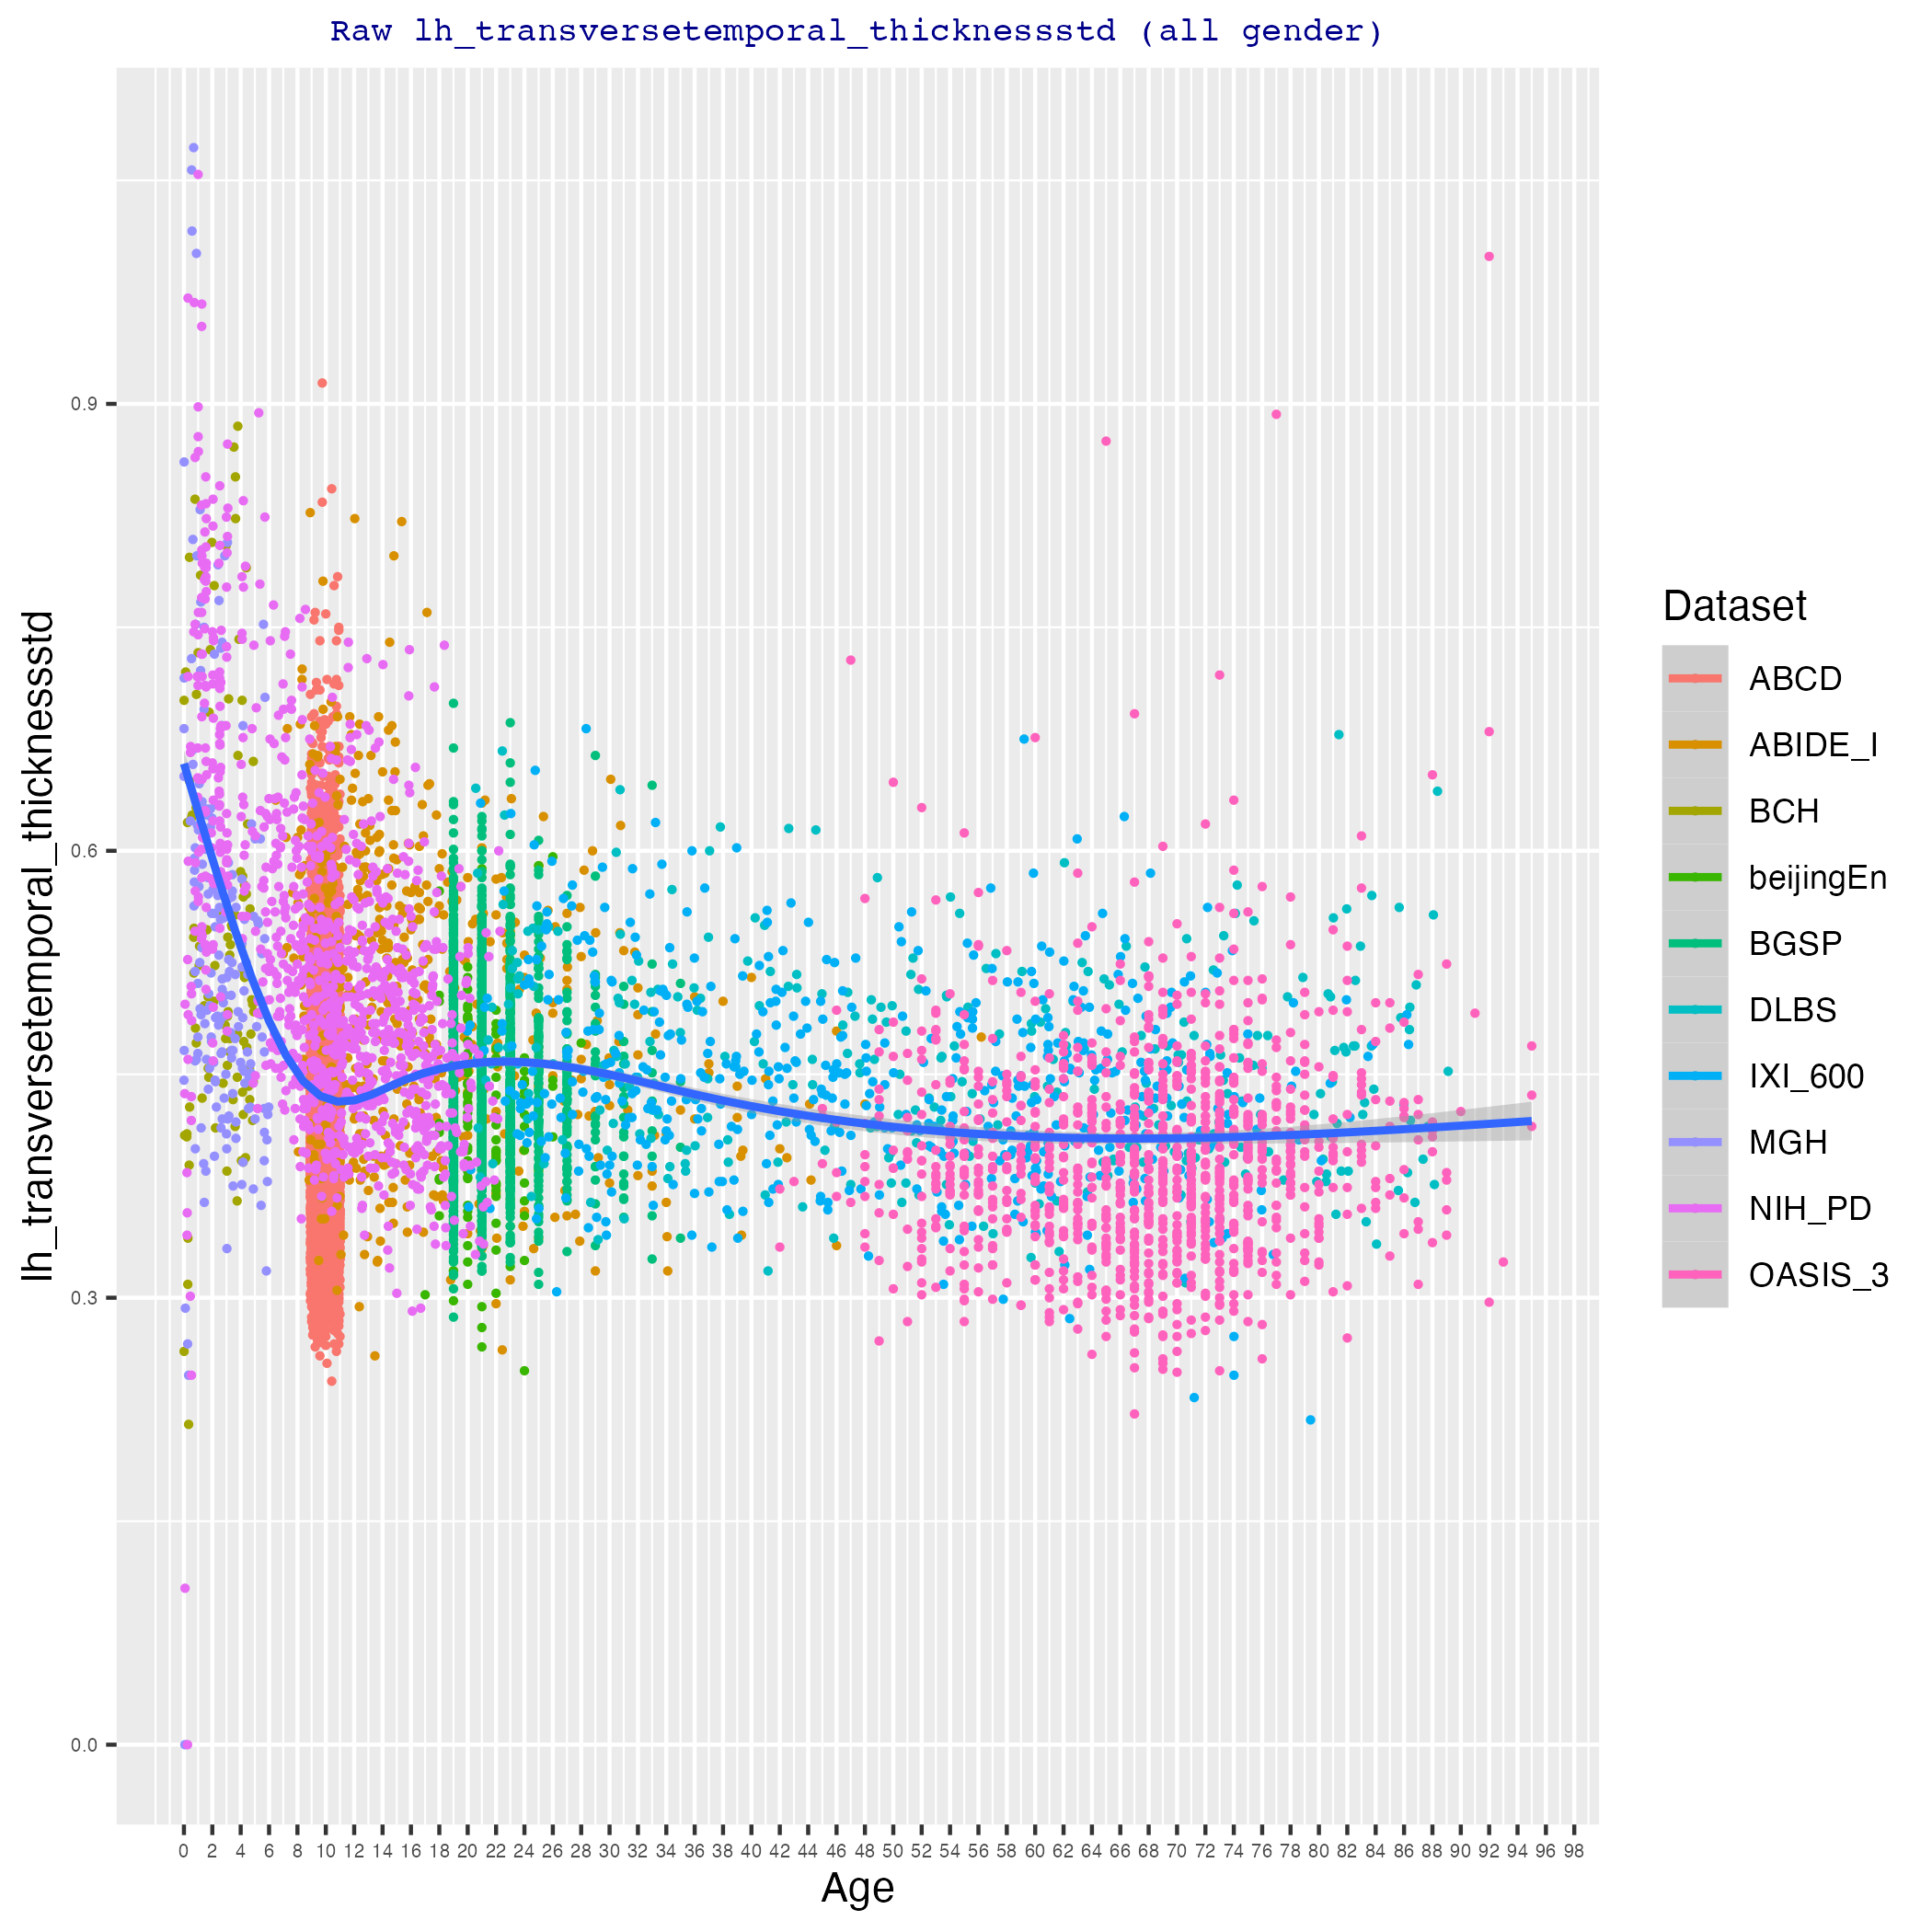 Raw lh_transversetemporal_thicknessstd (all gender)
lh_transversetemporal_thicknessstd
0.9
0.6
0.3
0.0
0 2 4 6 8 10 12 14 16 18 20 22 24 26 28 30 32 34 36 38 40 42 44 46 48 50 52 54 56 58 60 62 64 66 68 70 72 74 76 78 80 82 84 86 88 90 92 94 96 98
Age
Dataset
ABCD
ABIDE_I
BCH
beijingEn
BGSP
DLBS
IXI_600
MGH
NIH_PD
OASIS_3